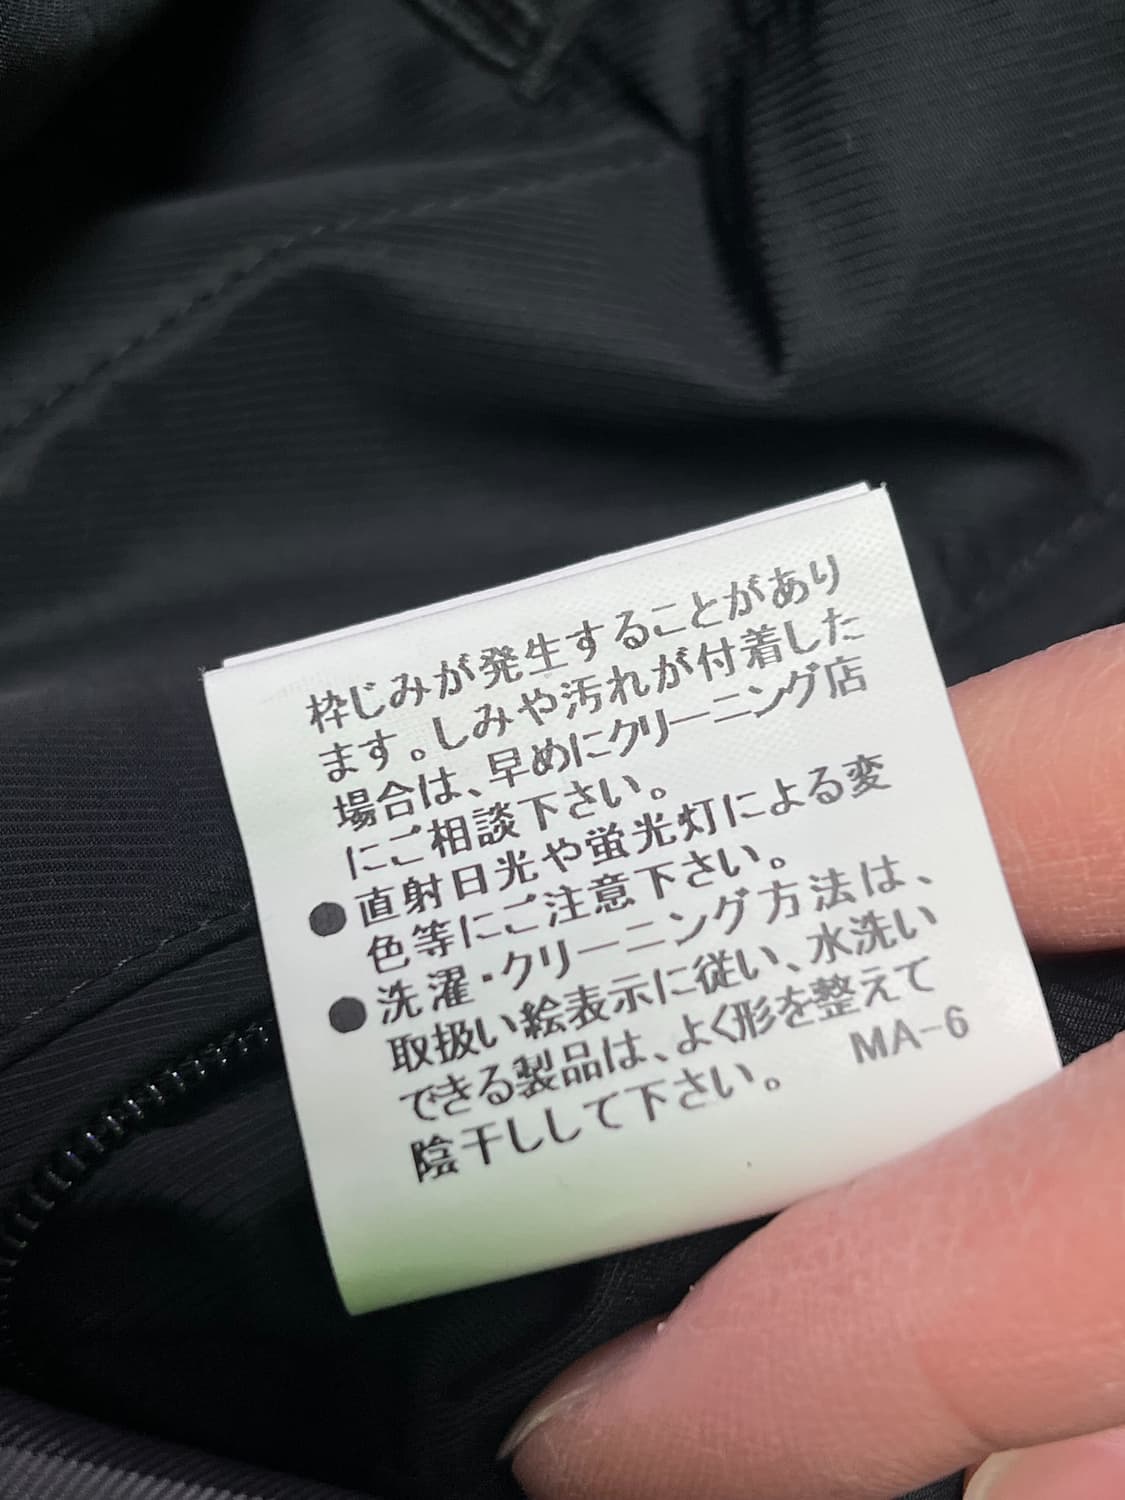 枠じみが発生することがあり
ます。しみや汚れが付着した
場合は、早めにクリーニング店
にご相談下さい。
●直射日光や蛍光灯による変
色等にご注意下さい。
●洗濯・クリーニング方法は、
取扱い絵表示に従い、水洗い
できる製品は、よく形を整えて
陰干ししして下さい。 MA-6